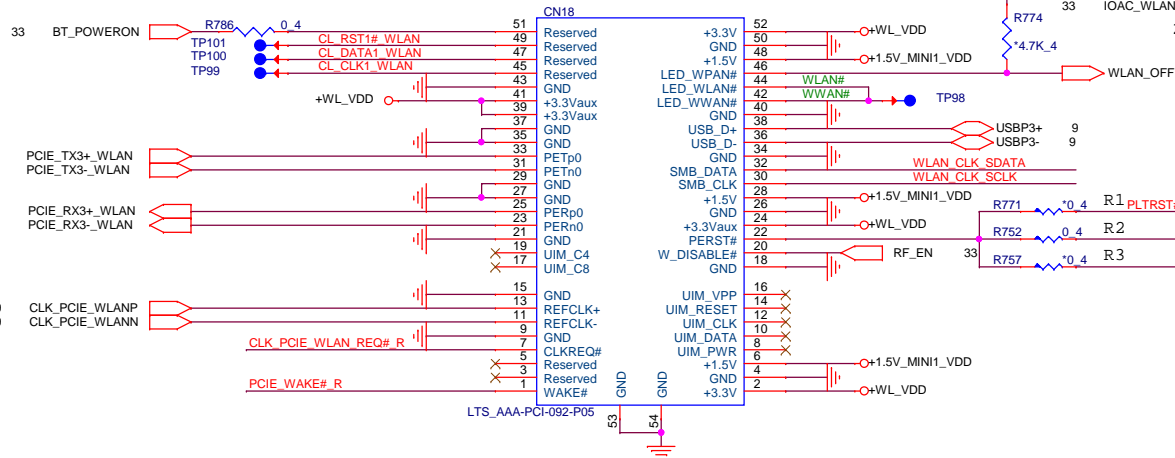 CN18
33 BT_POWERON R786 0_4 51 Reserved +3.3V 52 +WL_VDD
TP101 CL_RST1#_WLAN 49 Reserved GND 50
TP100 CL_DATA1_WLAN 47 Reserved +1.5V 48 +1.5V_MINI1_VDD
TP99 CL_CLK1_WLAN 45 Reserved LED_WPAN# 46 WLAN_OFF
R774
*4.7K_4
33 IOAC_WLAN
43 GND LED_WLAN# 44 WLAN#
+WL_VDD 41 +3.3Vaux LED_WWAN# 42 WWAN# TP98
39 +3.3Vaux GND 40
37 GND USB_D+ 38 USBP3+ 9
35 GND USB_D- 36 USBP3- 9
PCIE_TX3+_WLAN 33 PETp0 GND 34
PCIE_TX3-_WLAN 31 PETn0 SMB_DATA 32 WLAN_CLK_SDATA
29 GND SMB_CLK 30 WLAN_CLK_SCLK
27 GND +1.5V 28 +1.5V_MINI1_VDD
PCIE_RX3+_WLAN 25 PERp0 GND 26 R771 *0_4 R1 PLTRST#
PCIE_RX3-_WLAN 23 PERn0 +3.3Vaux 24 +WL_VDD
21 GND PERST# 22 R752 0_4 R2
19 UIM_C4 W_DISABLE# 20 RF_EN 33
17 UIM_C8 GND 18 R757 *0_4 R3
15 GND UIM_VPP 16
CLK_PCIE_WLANP 13 REFCLK+ UIM_RESET 14
CLK_PCIE_WLANN 11 REFCLK- UIM_CLK 12
9 GND UIM_DATA 10
CLK_PCIE_WLAN_REQ#_R 7 CLKREQ# UIM_PWR 8
5 Reserved +1.5V 6 +1.5V_MINI1_VDD
3 Reserved GND 4
PCIE_WAKE#_R 1 WAKE# +3.3V 2 +WL_VDD
GND GND
LTS_AAA-PCI-092-P05
53 54